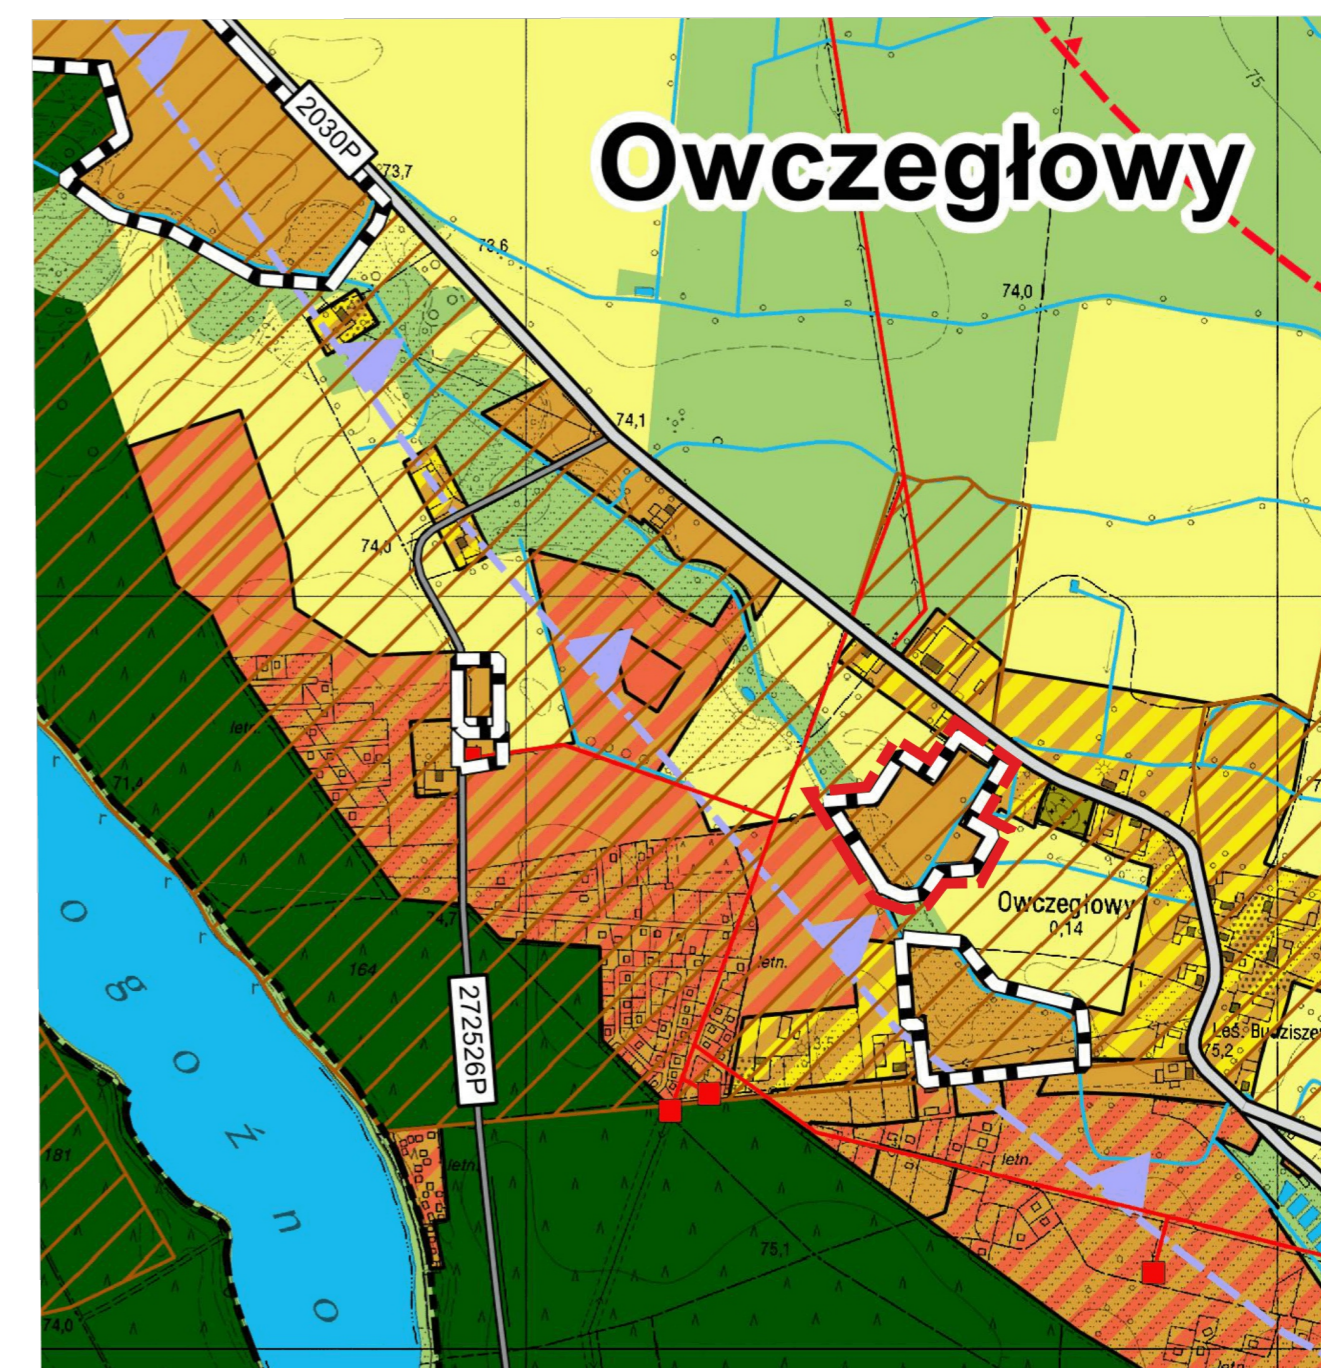 75
2030P
Owczegłowy
73,7
73,6
74,0
74,1
74,0
letn.
71,4
r
r
r
r
r
Owczegłowy
0,14
74,7
164
letn.
o
g
o
ź
n
o
272526P
Leś. Budziszew
75,2
181
letn.
letn.
75,1
74,0
letn.